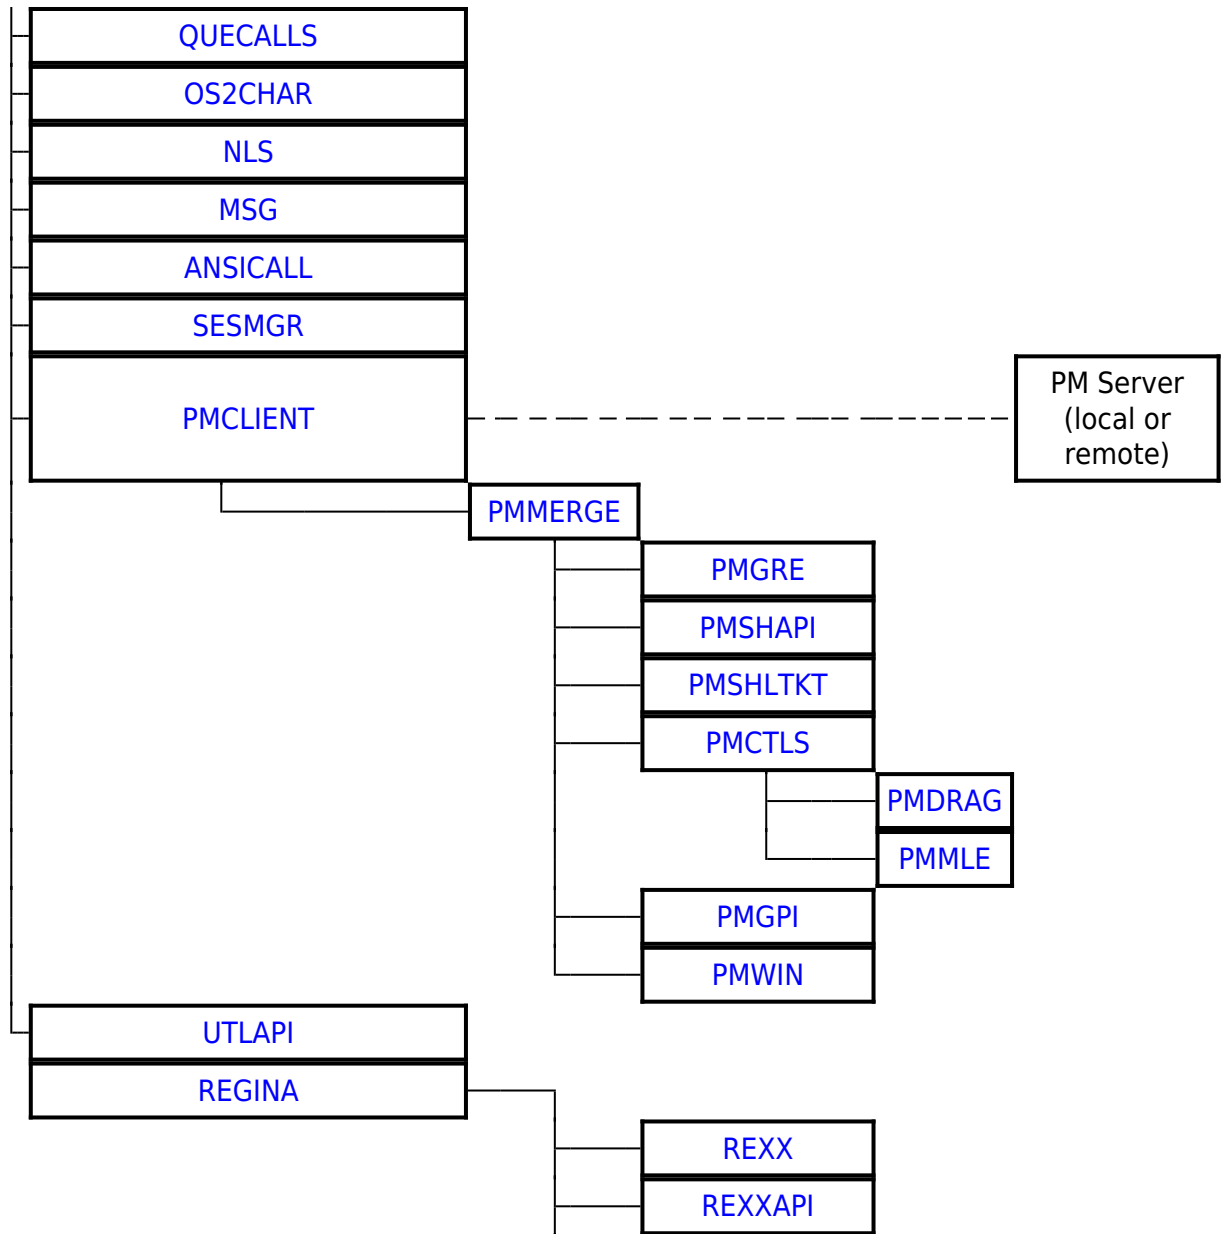 QUECALLS
OS2CHAR
NLS
MSG
ANSICALL
SESMGR
PMCLIENT
PM Server
(local or
remote)
PMMERGE
PMGRE
PMSHAPI
PMSHLTKT
PMCTLS
PMDRAG
PMMLE
PMGPI
PMWIN
UTLAPI
REGINA
REXX
REXXAPI